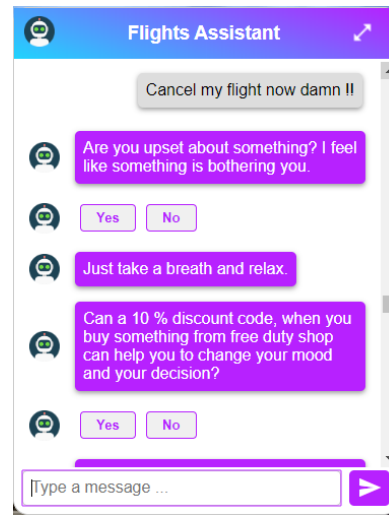 Flights Assistant
Cancel my flight now damn !!
Are you upset about something? I feel
like something is bothering you.
Yes No
Just take a breath and relax.
Can a 10 % discount code, when you
buy something from free duty shop
can help you to change your mood
and your decision?
Yes No
Type a message ...